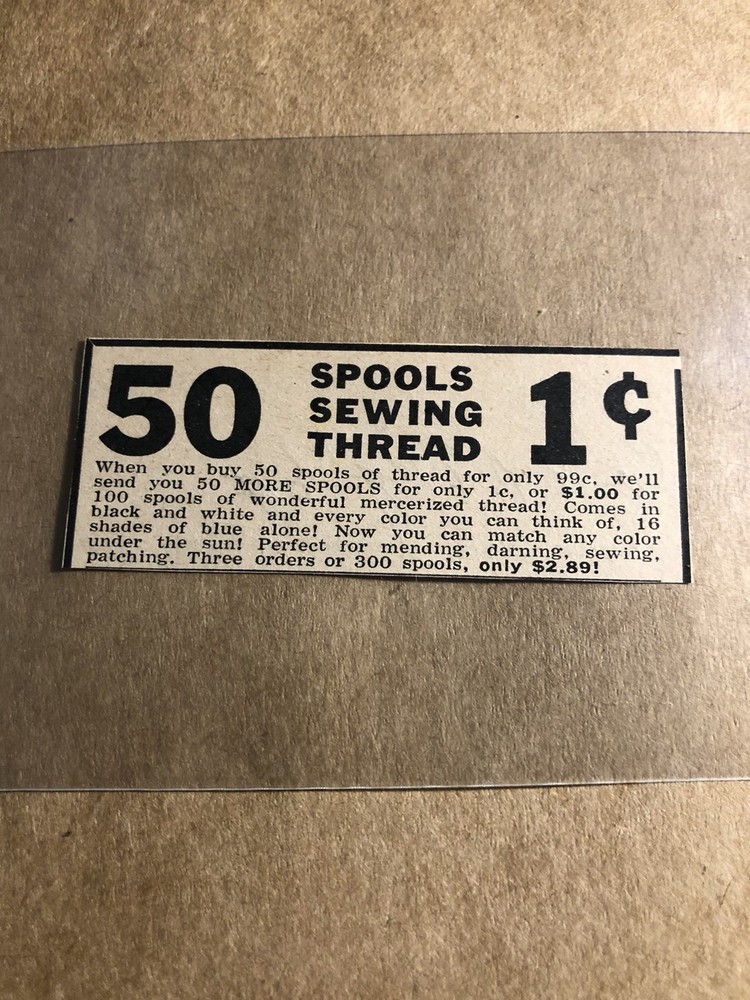 50 SPOOLS SEWING THREAD 1¢
When you buy 50 spools of thread for only 99c, we'll
send you 50 MORE SPOOLS for only 1c, or $1.00 for
100 spools of wonderful mercerized thread! Comes in
black and white and every color you can think of, 16
shades of blue alone! Now you can match any color
under the sun! Perfect for mending, darning, sewing,
patching. Three orders or 300 spools, only $2.89!